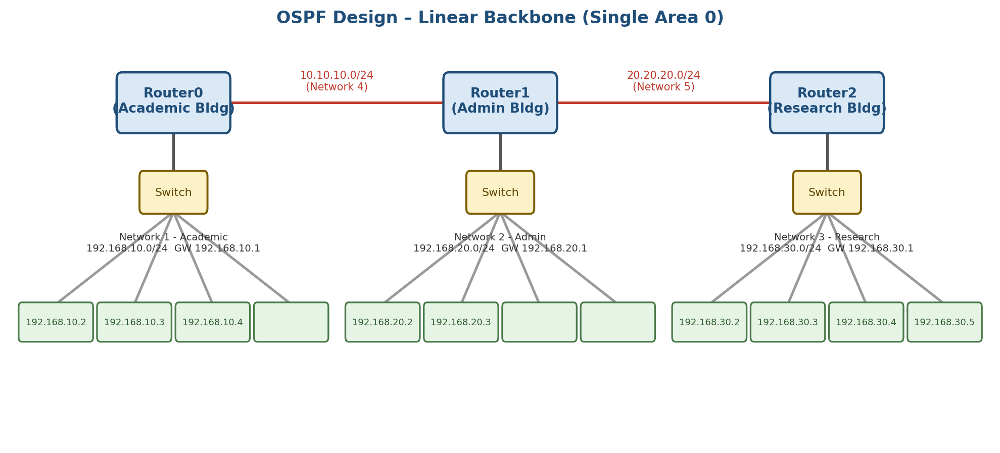 OSPF Design – Linear Backbone (Single Area 0)
10.10.10.0/24
(Network 4)
20.20.20.0/24
(Network 5)
Router0
(Academic Bldg)
Router1
(Admin Bldg)
Router2
(Research Bldg)
Switch
Switch
Switch
Network 1 - Academic
192.168.10.0/24  GW 192.168.10.1
Network 2 - Admin
192.168.20.0/24  GW 192.168.20.1
Network 3 - Research
192.168.30.0/24  GW 192.168.30.1
192.168.10.2
192.168.10.3
192.168.10.4
192.168.20.2
192.168.20.3
192.168.30.2
192.168.30.3
192.168.30.4
192.168.30.5